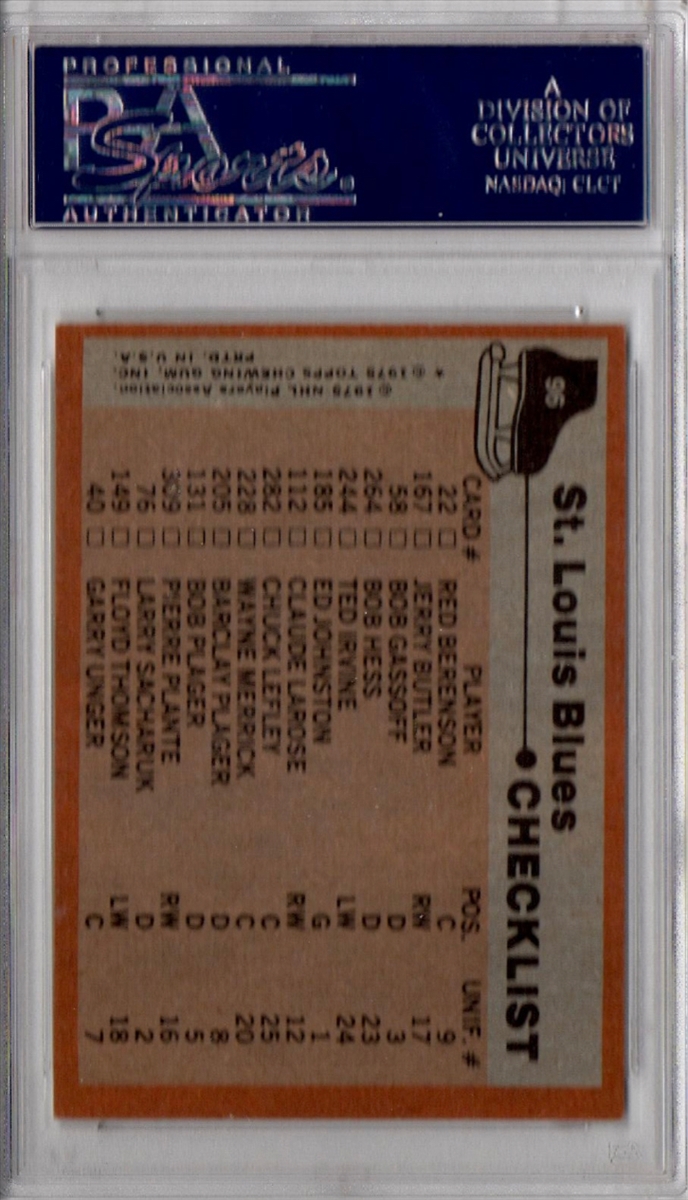 PROFESSIONAL
PSA
Sports®
AUTHENTICATOR
A
DIVISION OF
COLLECTORS
UNIVERSE
NASDAQ: CLCT
96
St. Louis Blues
CHECKLIST
CARD # PLAYER POS. UNIF. #
22 □ RED BERENSON C 9
167 □ JERRY BUTLER RW 17
58 □ BOB GASSOFF D 3
264 □ BOB HESS D 23
244 □ TED IRVINE LW 24
185 □ ED JOHNSTON G 1
112 □ CLAUDE LAROSE RW 12
282 □ CHUCK LEFLEY C 25
228 □ WAYNE MERRICK C 20
205 □ BARCLAY PLAGER D 8
131 □ BOB PLAGER D 5
309 □ PIERRE PLANTE RW 16
76 □ LARRY SACHARUK D 2
149 □ FLOYD THOMSON LW 18
40 □ GARRY UNGER C 7
© 1975 NHL Players Association.
* © 1975 TOPPS CHEWING GUM, INC.
PRTD. IN U.S.A.